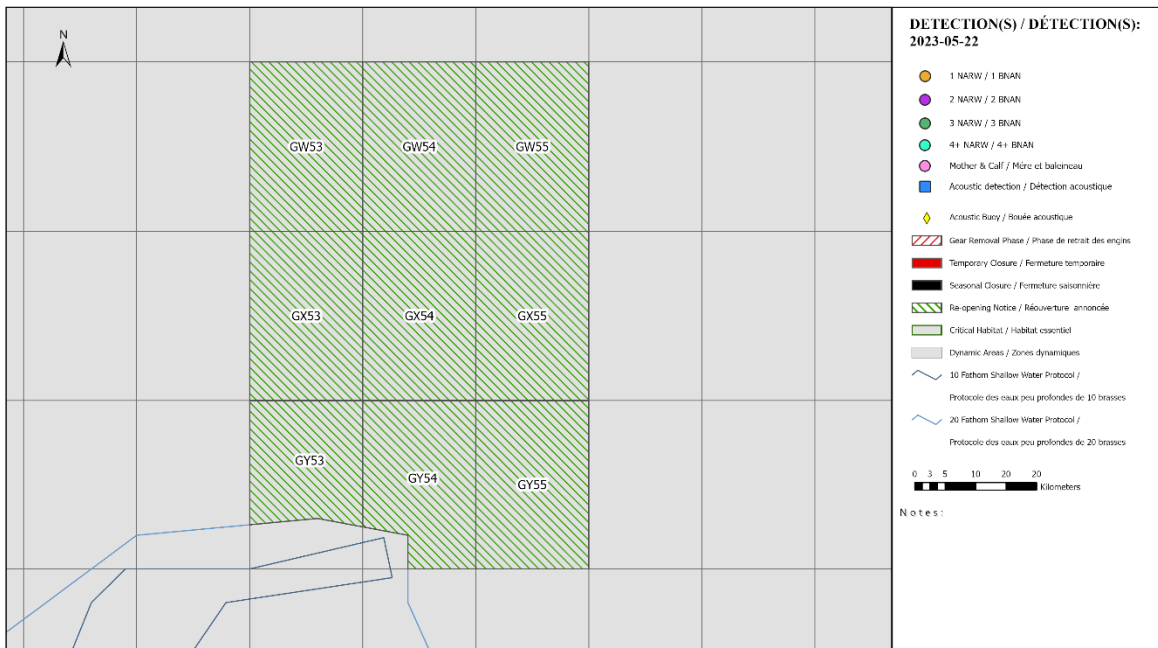 N
GW53 GW54 GW55
GX53 GX54 GX55
GY53
GY54
GY55
DETECTION(S) / DÉTECTION(S):
2023-05-22
1 NARW / 1 BNAN
2 NARW / 2 BNAN
3 NARW / 3 BNAN
4+ NARW / 4+ BNAN
Mother & Calf / Mère et baleineau
Acoustic detection / Détection acoustique
Acoustic Buoy / Bouée acoustique
Gear Removal Phase / Phase de retrait des engins
Temporary Closure / Fermeture temporaire
Seasonal Closure / Fermeture saisonnière
Re-opening Notice / Réouverture annoncée
Critical Habitat / Habitat essentiel
Dynamic Areas / Zones dynamiques
10 Fathom Shallow Water Protocol /
Protocole des eaux peu profondes de 10 brasses
20 Fathom Shallow Water Protocol /
Protocole des eaux peu profondes de 20 brasses
0 3 5 10 20 20
Kilometers
Notes: